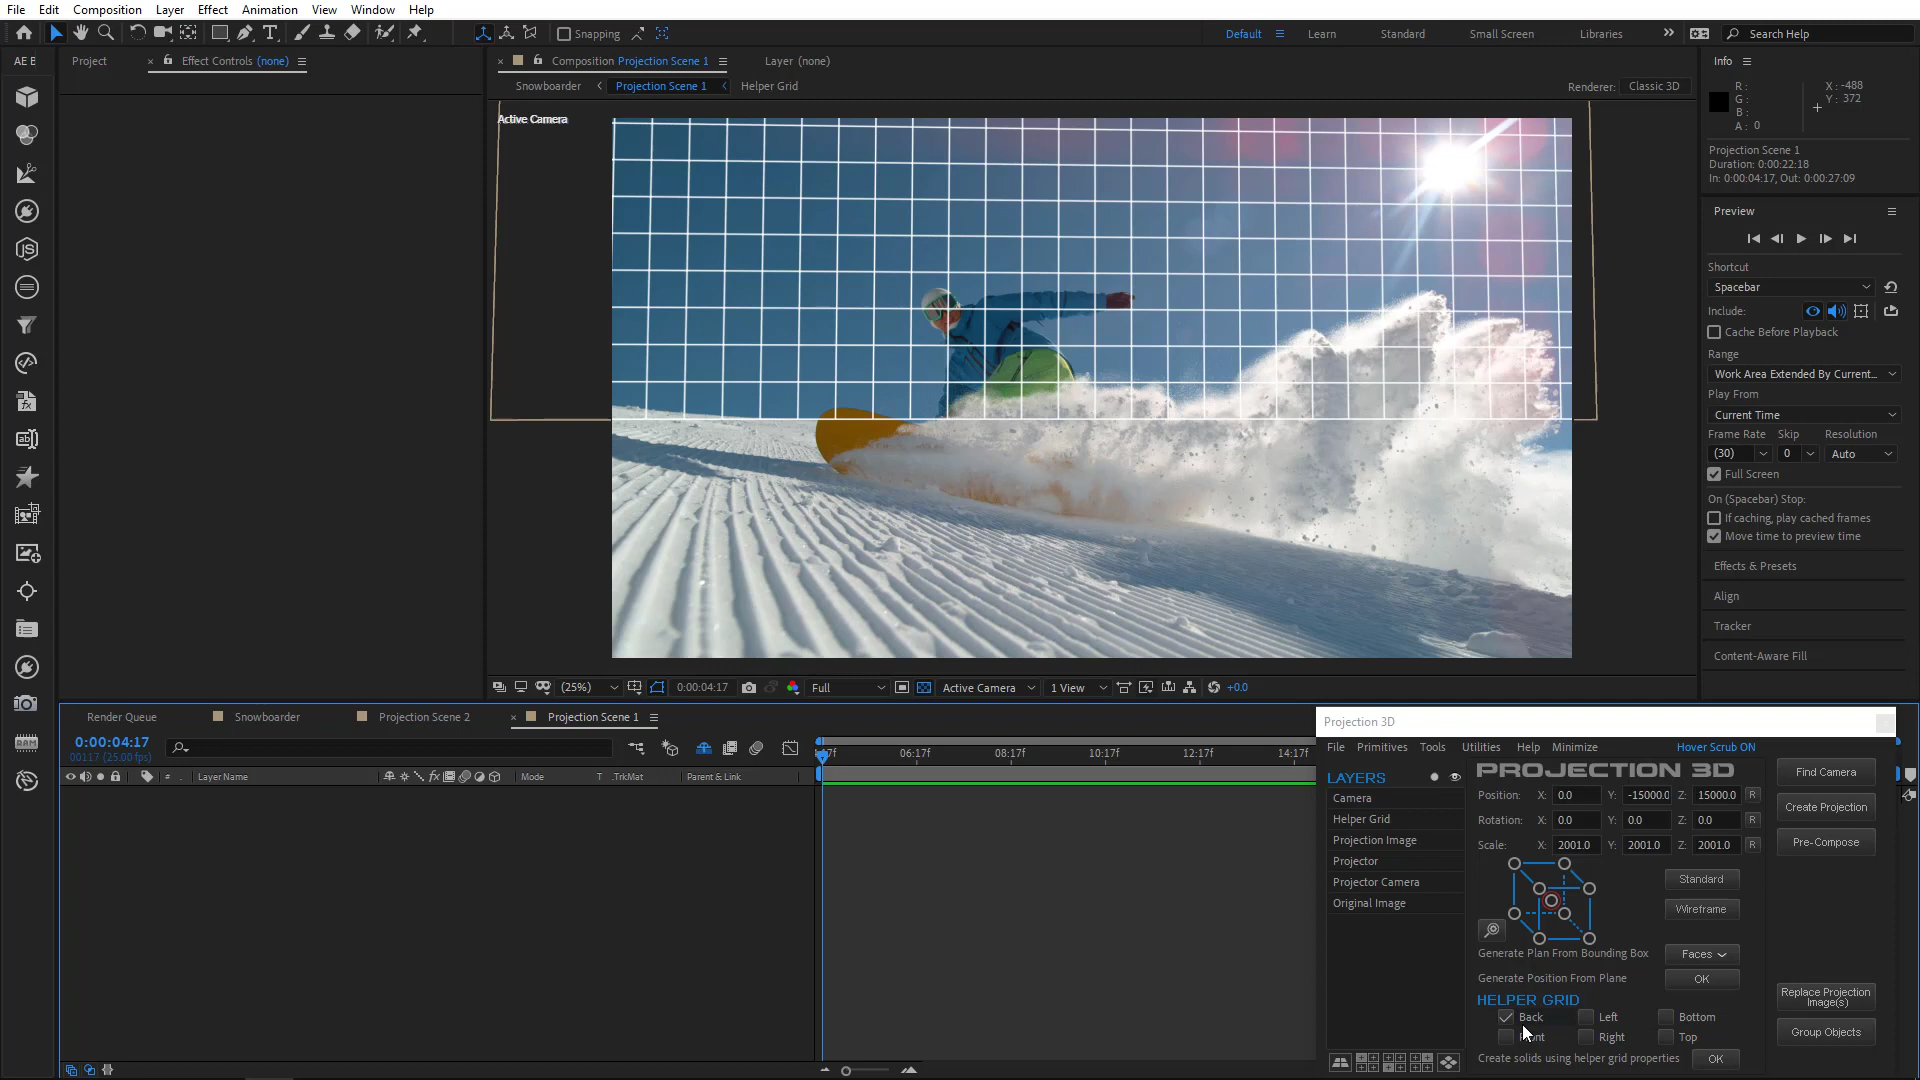 File Edit Composition Layer Effect Animation View Window Help
Snapping Default Learn Standard Small Screen Libraries Search Help
AE E Project Effect Controls (none) Composition Projection Scene 1 Layer (none) Info
Snowboarder Projection Scene 1 Helper Grid Renderer: Classic 3D
R: X: -488
G: Y: 372
B:
A: 0
Active Camera
Projection Scene 1
Duration: 0:00:22:18
In: 0:00:04:17, Out: 0:00:27:09
Preview
Shortcut
Spacebar
Include:
Cache Before Playback
Range
Work Area Extended By Current...
Play From
Current Time
Frame Rate Skip Resolution
(30) 0 Auto
Full Screen
On (Spacebar) Stop:
If caching, play cached frames
Move time to preview time
Effects & Presets
Align
Tracker
Content-Aware Fill
(25%) 0:00:04:17 Full Active Camera 1 View +0.0
Render Queue Snowboarder Projection Scene 2 Projection Scene 1
0:00:04:17
00117 (25.00 fps)
06:17f 08:17f 10:17f 12:17f 14:17f
# Layer Name Mode T .TrkMat Parent & Link
Projection 3D
File Primitives Tools Utilities Help Minimize Hover Scrub ON
LAYERS
Camera
Helper Grid
Projection Image
Projector
Projector Camera
Original Image
PROJECTION 3D
Position: X: 0.0 Y: -15000.0 Z: 15000.0 R
Rotation: X: 0.0 Y: 0.0 Z: 0.0 R
Scale: X: 2001.0 Y: 2001.0 Z: 2001.0 R
Standard
Wireframe
Generate Plan From Bounding Box Faces
Generate Position From Plane OK
HELPER GRID
Back Left Bottom
Right Top
Create solids using helper grid properties OK
Find Camera
Create Projection
Pre-Compose
Replace Projection
Image(s)
Group Objects
JS
RAM